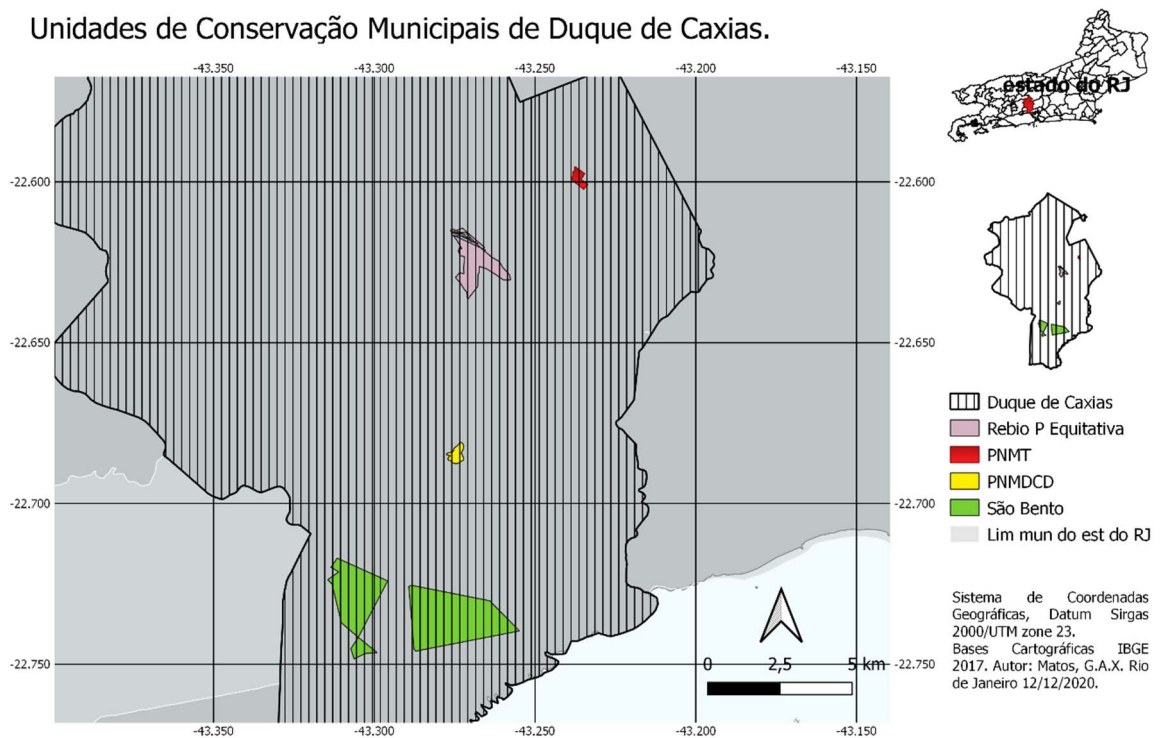 Unidades de Conservação Municipais de Duque de Caxias.
-43.350 -43.300 -43.250 -43.200 -43.150
estado do RJ
-22.600 -22.600
-22.650 -22.650
-22.700 -22.700
-22.750 -22.750
0 2,5 5 km
-43.350 -43.300 -43.250 -43.200 -43.150
Duque de Caxias
Rebio P Equitativa
PNMT
PNMDCD
São Bento
Lim mun do est do RJ
Sistema de Coordenadas
Geográficas, Datum Sirgas
2000/UTM zone 23.
Bases Cartográficas IBGE
2017. Autor: Matos, G.A.X. Rio
de Janeiro 12/12/2020.